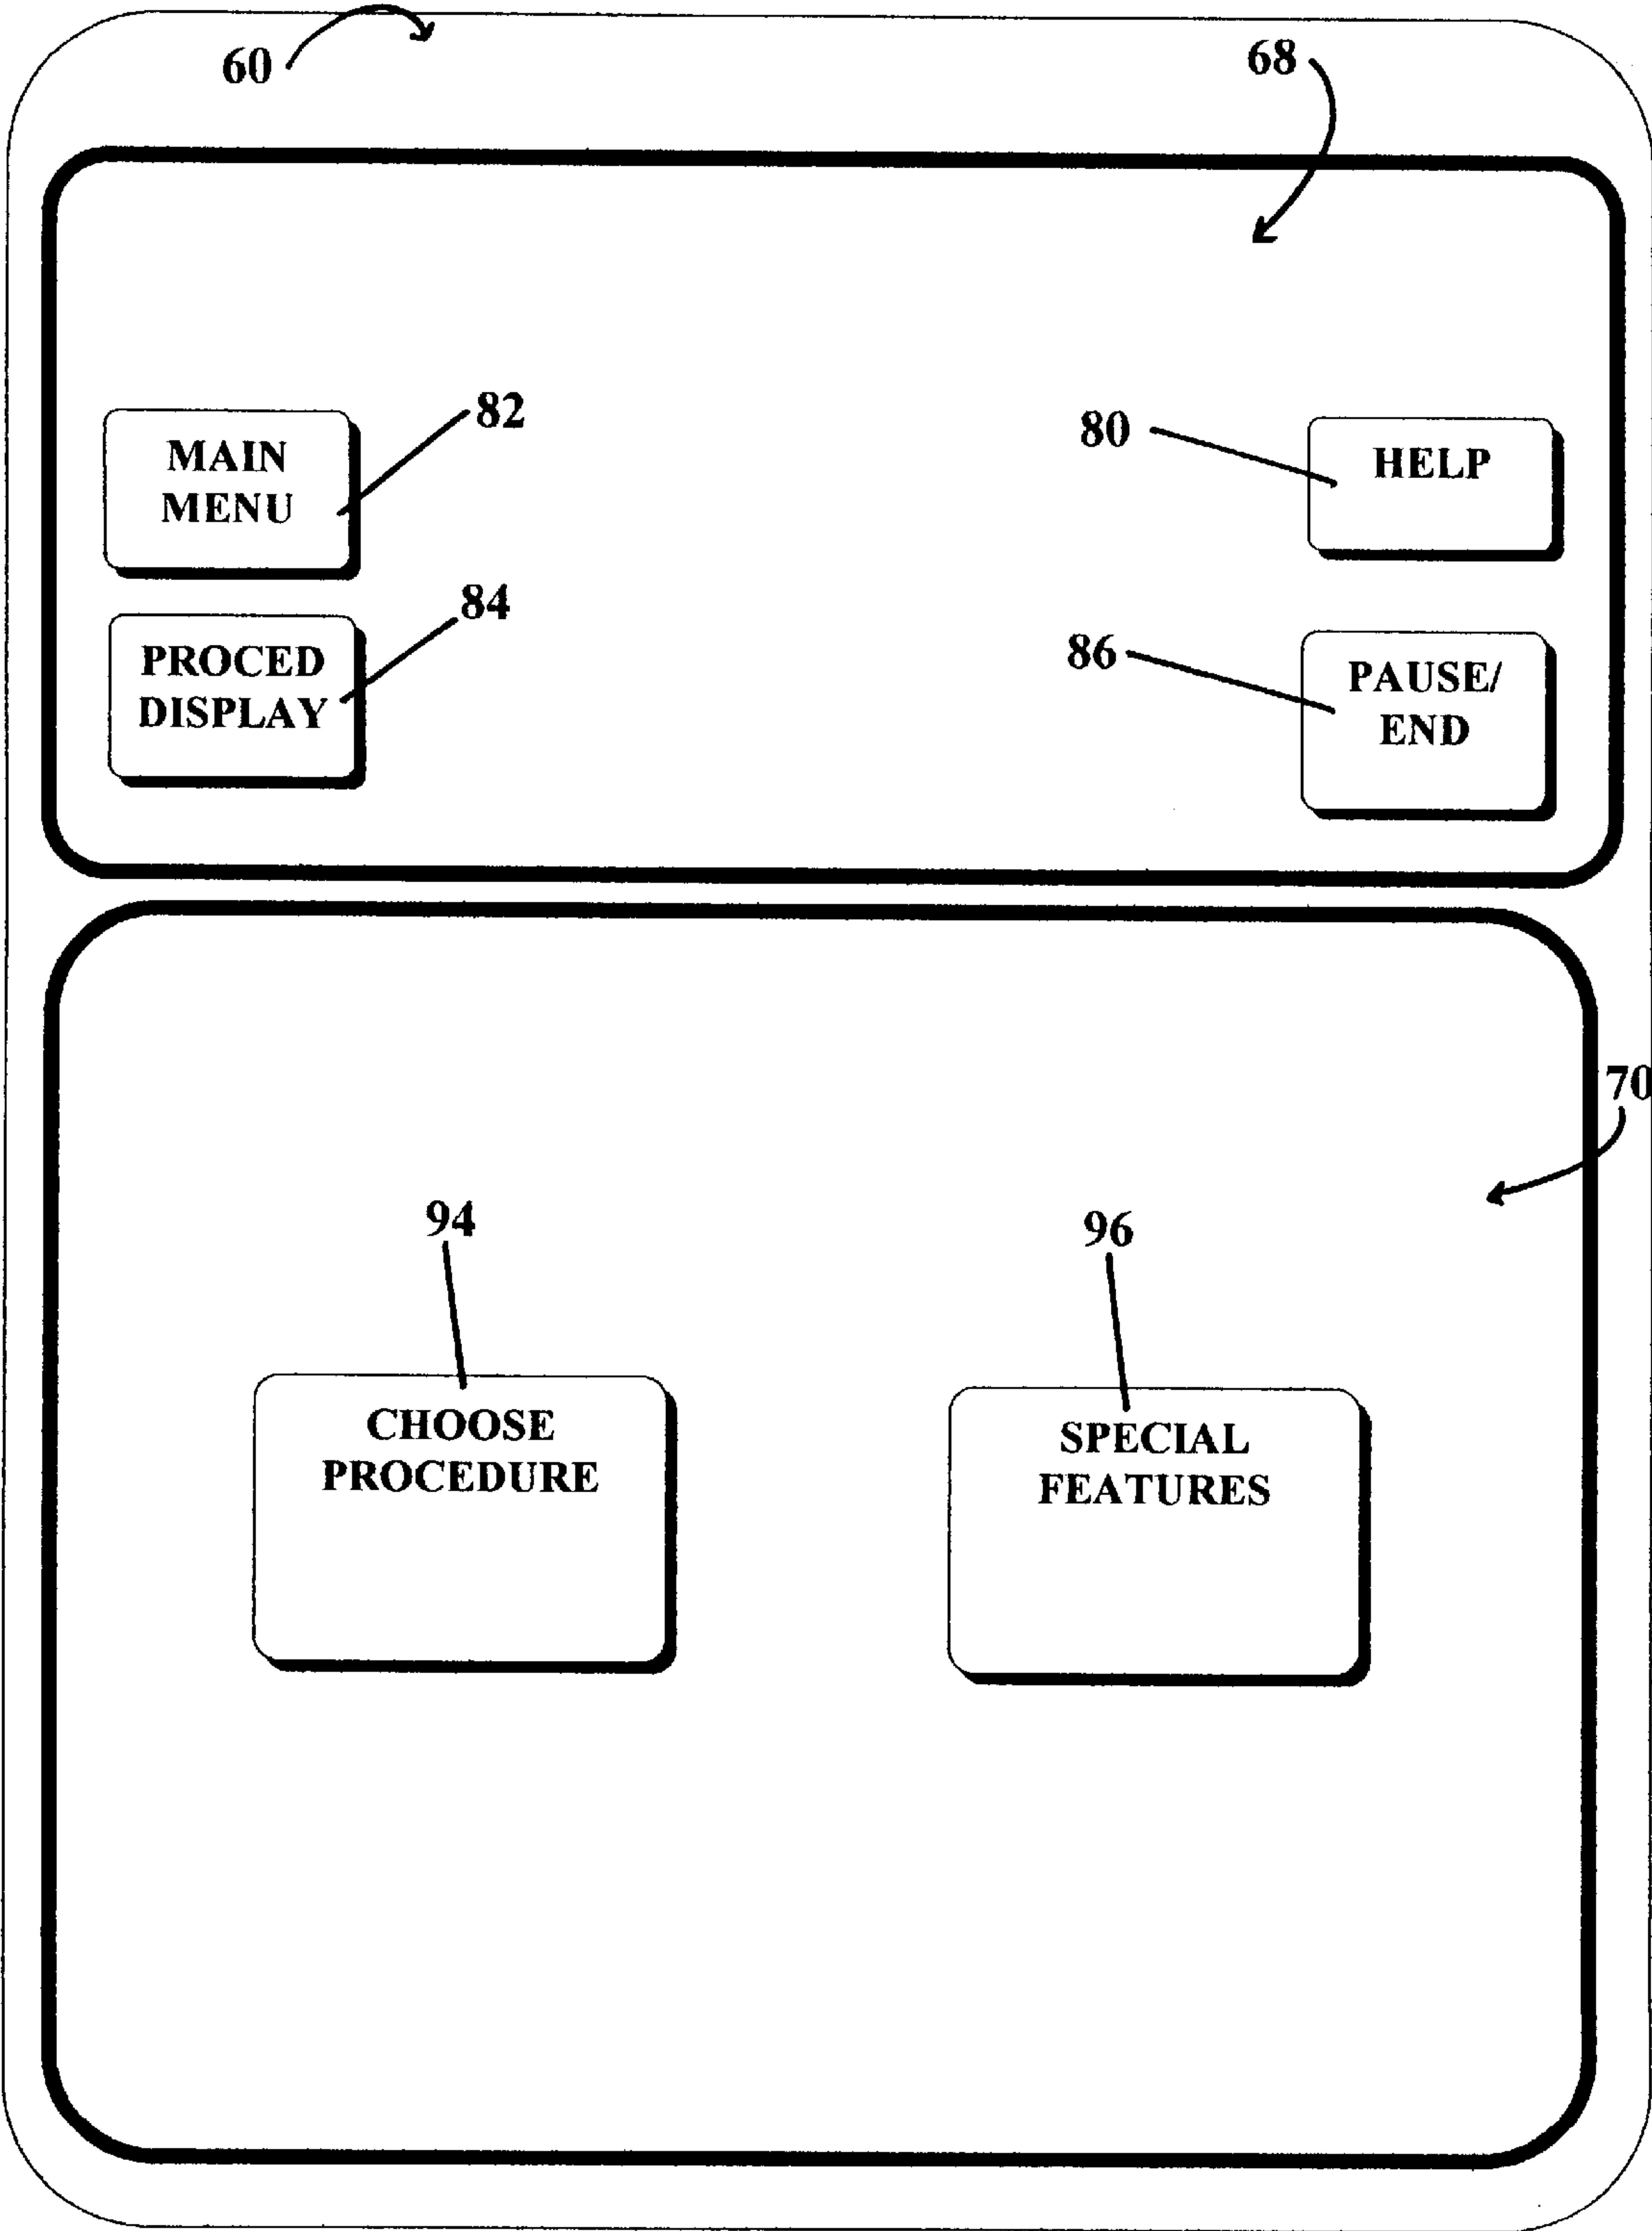 60
68
82
MAIN
MENU
80
HELP
84
PROCED
DISPLAY
86
PAUSE/
END
70
94
CHOOSE
PROCEDURE
96
SPECIAL
FEATURES